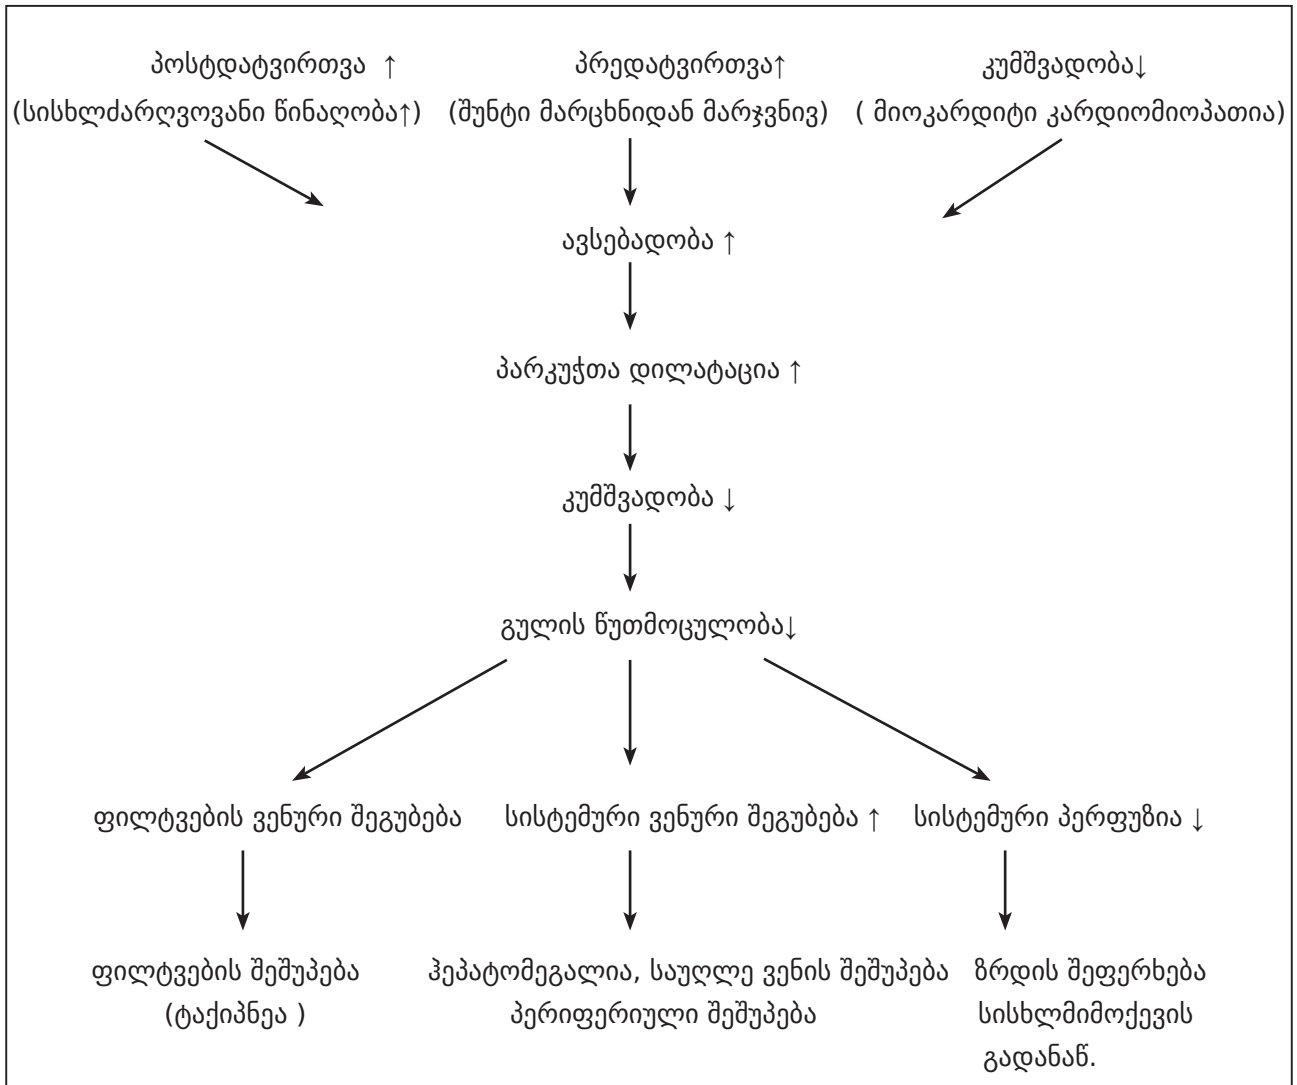 პოსტდატვირთვა ↑ პრედატვირთვა↑ კუმშვადობა↓
(სისხლძარღვოვანი წინაღობა↑) (შუნტი მარცხნიდან მარჯვნივ) ( მიოკარდიტი კარდიომიოპათია)
ავსებადობა ↑
პარკუჭთა დილატაცია ↑
კუმშვადობა ↓
გულის წუთმოცულობა↓
ფილტვების ვენური შეგუბება სისტემური ვენური შეგუბება ↑ სისტემური პერფუზია ↓
ფილტვების შეშუპება ჰეპატომეგალია, საუღლე ვენის შეშუპება ზრდის შეფერხება
(ტაქიპნეა ) პერიფერიული შეშუპება სისხლმიმოქევის
გადანაწ.